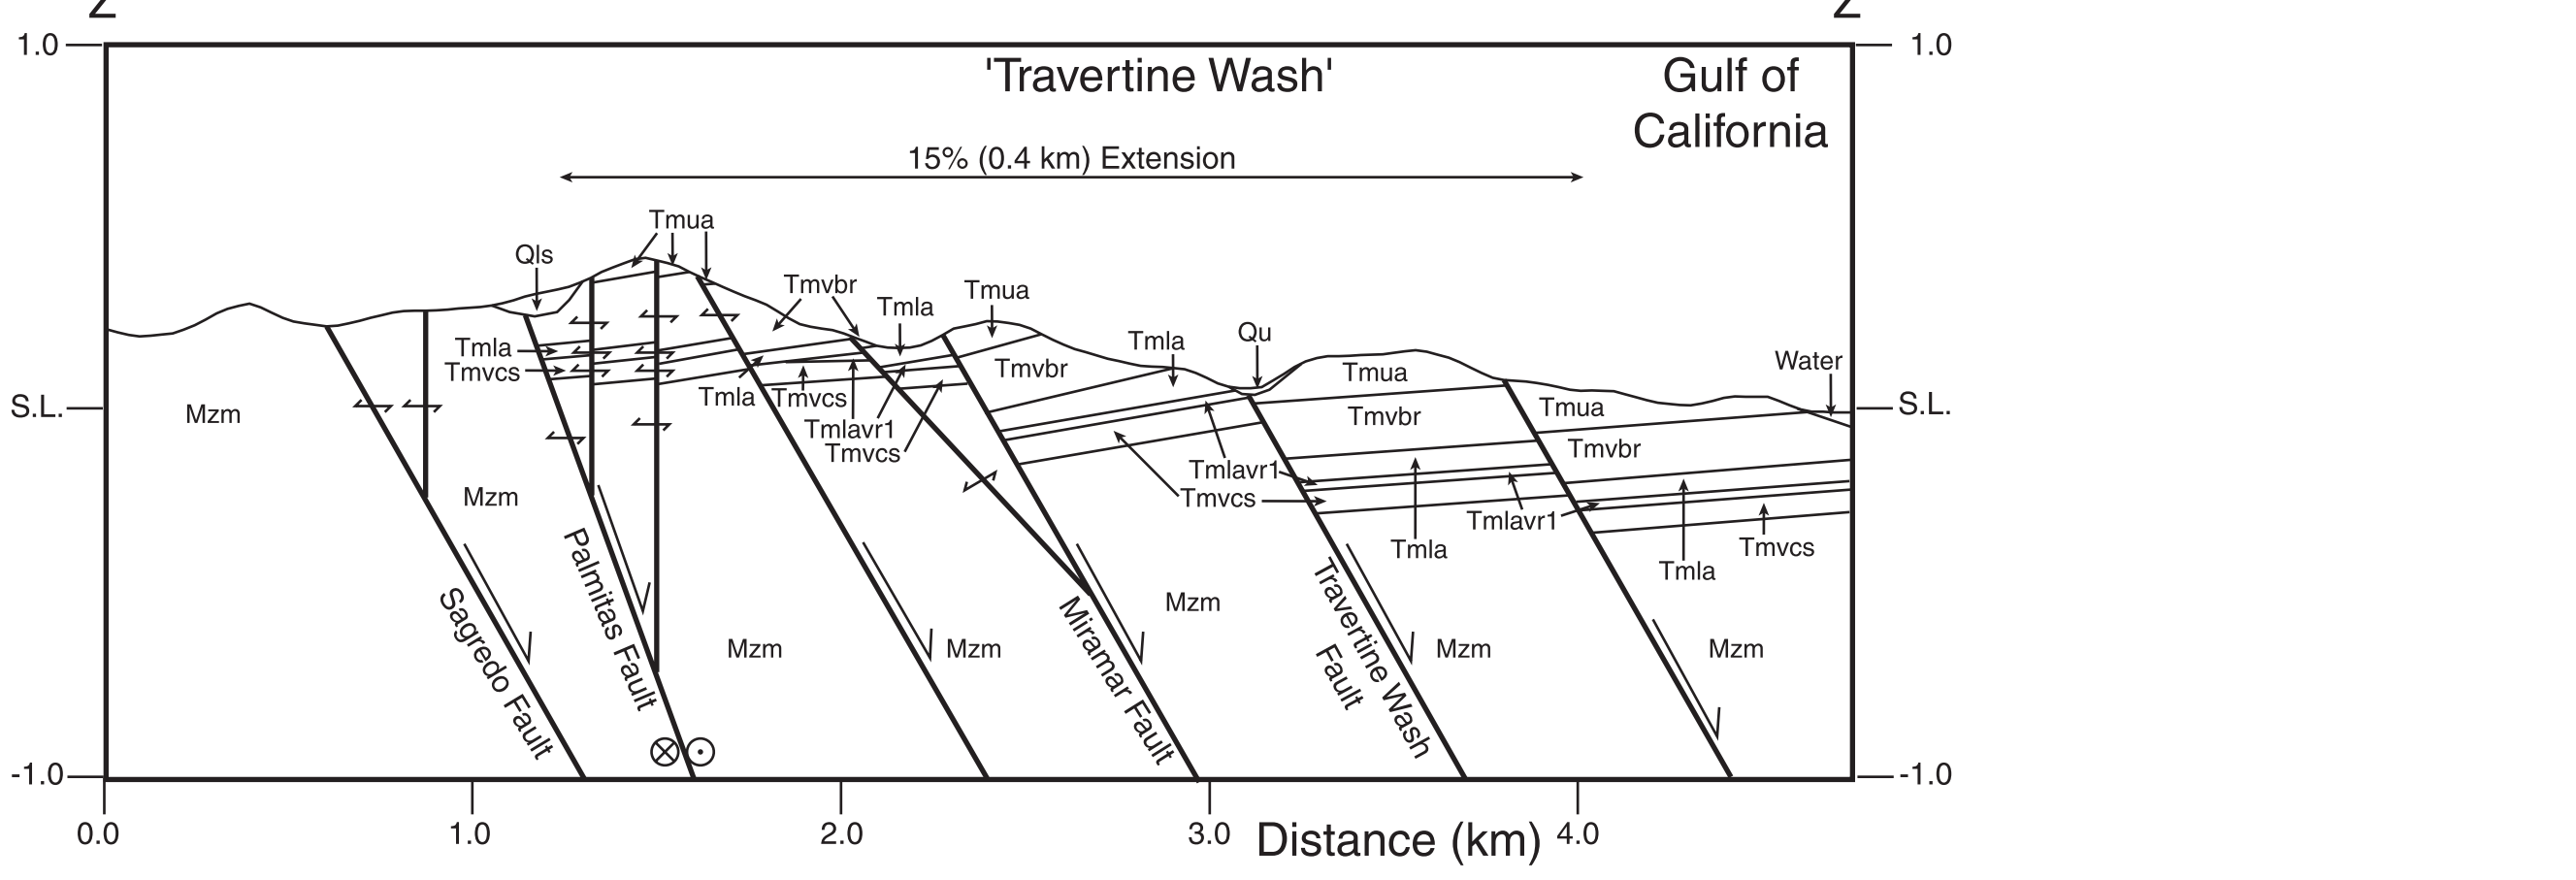 Z
Z
1.0
1.0
'Travertine Wash'
Gulf of
California
15% (0.4 km) Extension
Tmua
Qls
Tmvbr
Tmla
Tmua
Tmla
Qu
Water
Tmla
Tmvcs
Tmvbr
Tmua
S.L.
Mzm
Tmla
Tmvcs
Tmlavr1
Tmvcs
Tmvbr
Tmua
S.L.
Tmvbr
Tmlavr1
Tmvcs
Tmlavr1
Tmla
Tmvcs
Tmla
Mzm
Mzm
Mzm
Mzm
Mzm
Mzm
Sagredo Fault
Palmitas Fault
Miramar Fault
Travertine Wash
Fault
-1.0
-1.0
0.0
1.0
2.0
3.0
Distance (km)
4.0